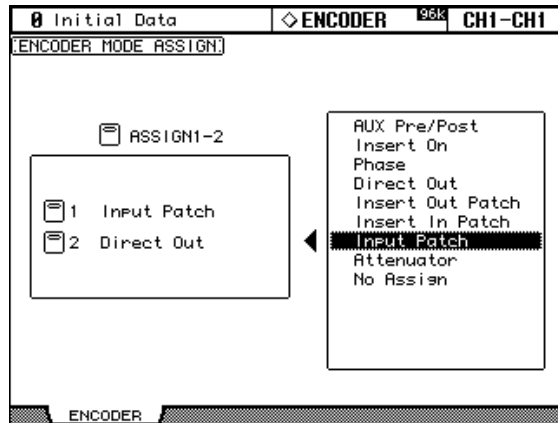 0 Initial Data ◇ENCODER 96K CH1-CH1
ENCODER MODE ASSIGN
ASSIGN1-2
1 Input Patch
2 Direct Out
AUX Pre/Post
Insert On
Phase
Direct Out
Insert Out Patch
Insert In Patch
Input Patch
Attenuator
No Assign
ENCODER